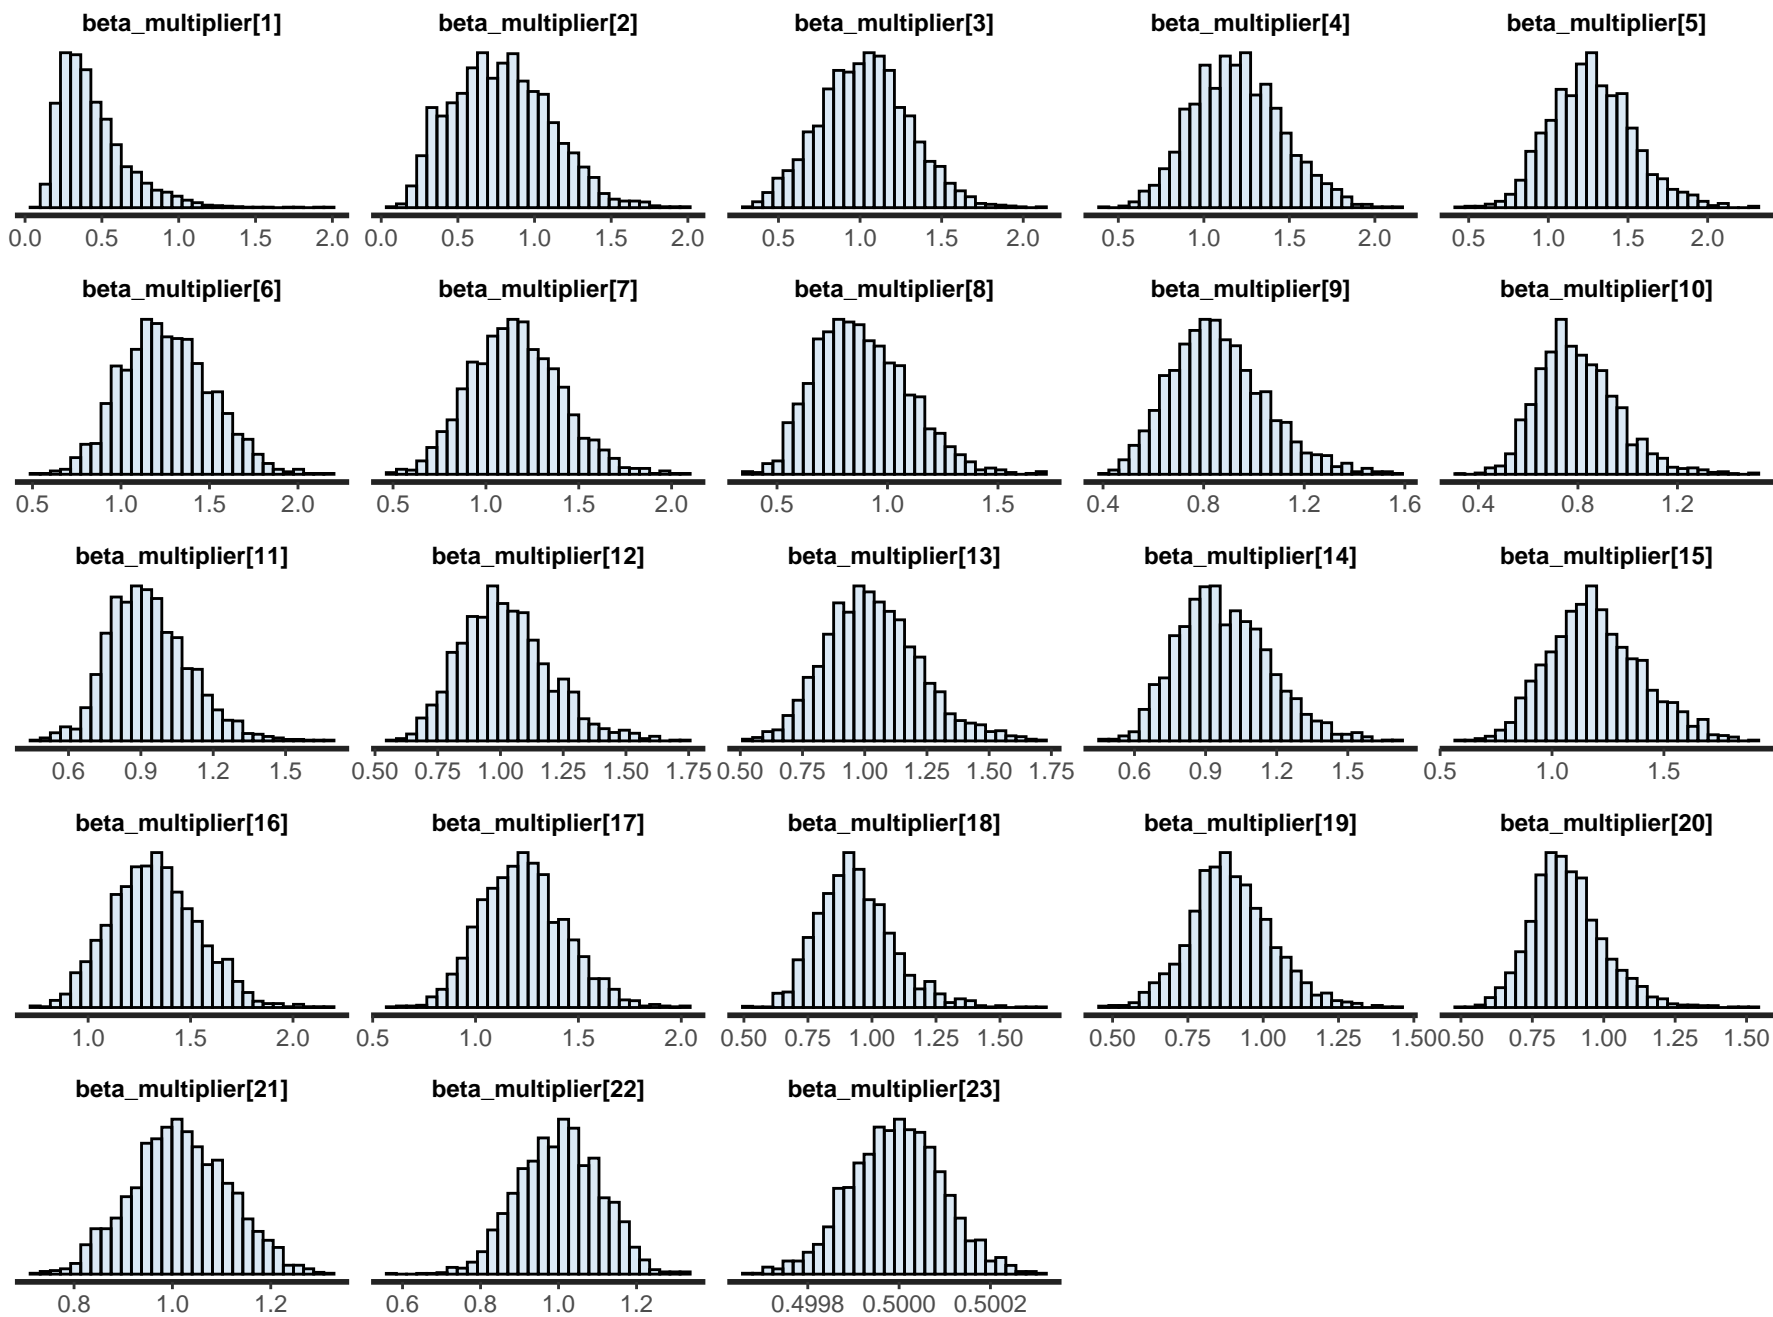 beta_multiplier[1] beta_multiplier[2] beta_multiplier[3] beta_multiplier[4] beta_multiplier[5]
0.0 0.5 1.0 1.5 2.0 0.0 0.5 1.0 1.5 2.0 0.5 1.0 1.5 2.0 0.5 1.0 1.5 2.0 0.5 1.0 1.5 2.0
beta_multiplier[6] beta_multiplier[7] beta_multiplier[8] beta_multiplier[9] beta_multiplier[10]
0.5 1.0 1.5 2.0 0.5 1.0 1.5 2.0 0.5 1.0 1.5 0.4 0.8 1.2 1.6 0.4 0.8 1.2
beta_multiplier[11] beta_multiplier[12] beta_multiplier[13] beta_multiplier[14] beta_multiplier[15]
0.6 0.9 1.2 1.5 0.50 0.75 1.00 1.25 1.50 1.75 0.50 0.75 1.00 1.25 1.50 1.75 0.6 0.9 1.2 1.5 0.5 1.0 1.5
beta_multiplier[16] beta_multiplier[17] beta_multiplier[18] beta_multiplier[19] beta_multiplier[20]
1.0 1.5 2.0 0.5 1.0 1.5 2.0 0.50 0.75 1.00 1.25 1.50 0.50 0.75 1.00 1.25 1.50 0.50 0.75 1.00 1.25 1.50
beta_multiplier[21] beta_multiplier[22] beta_multiplier[23]
0.8 1.0 1.2 0.6 0.8 1.0 1.2 0.4998 0.5000 0.5002